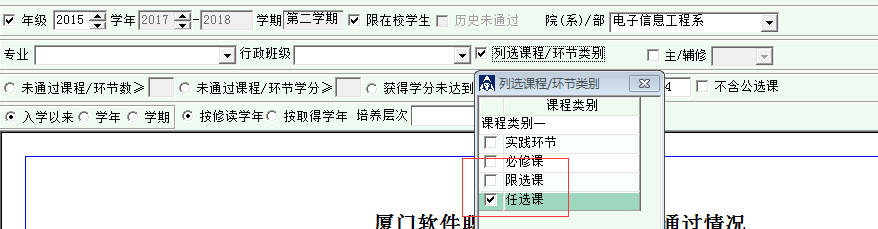 年级 2015 学年 2017 - 2018 学期 第二学期 限在校学生 历史未通过 院(系)/部 电子信息工程系
专业 行政班级 列选课程/环节类别 主/辅修
未通过课程/环节数≥ 未通过课程/环节学分≥ 获得学分未达到 4 不含公选课
入学以来 学年 学期 按修读学年 按取得学年 培养层次
列选课程/环节类别
课程类别
课程类别一
实践环节
必修课
限选课
任选课
厦门软件职 通过情况